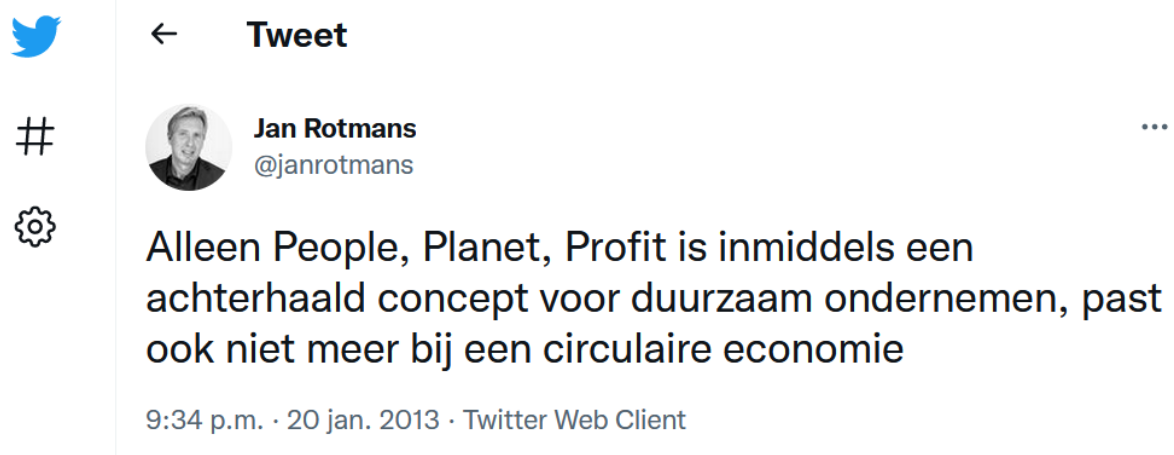 Tweet
Jan Rotmans
@janrotmans
Alleen People, Planet, Profit is inmiddels een
achterhaald concept voor duurzaam ondernemen, past
ook niet meer bij een circulaire economie
9:34 p.m. · 20 jan. 2013 · Twitter Web Client